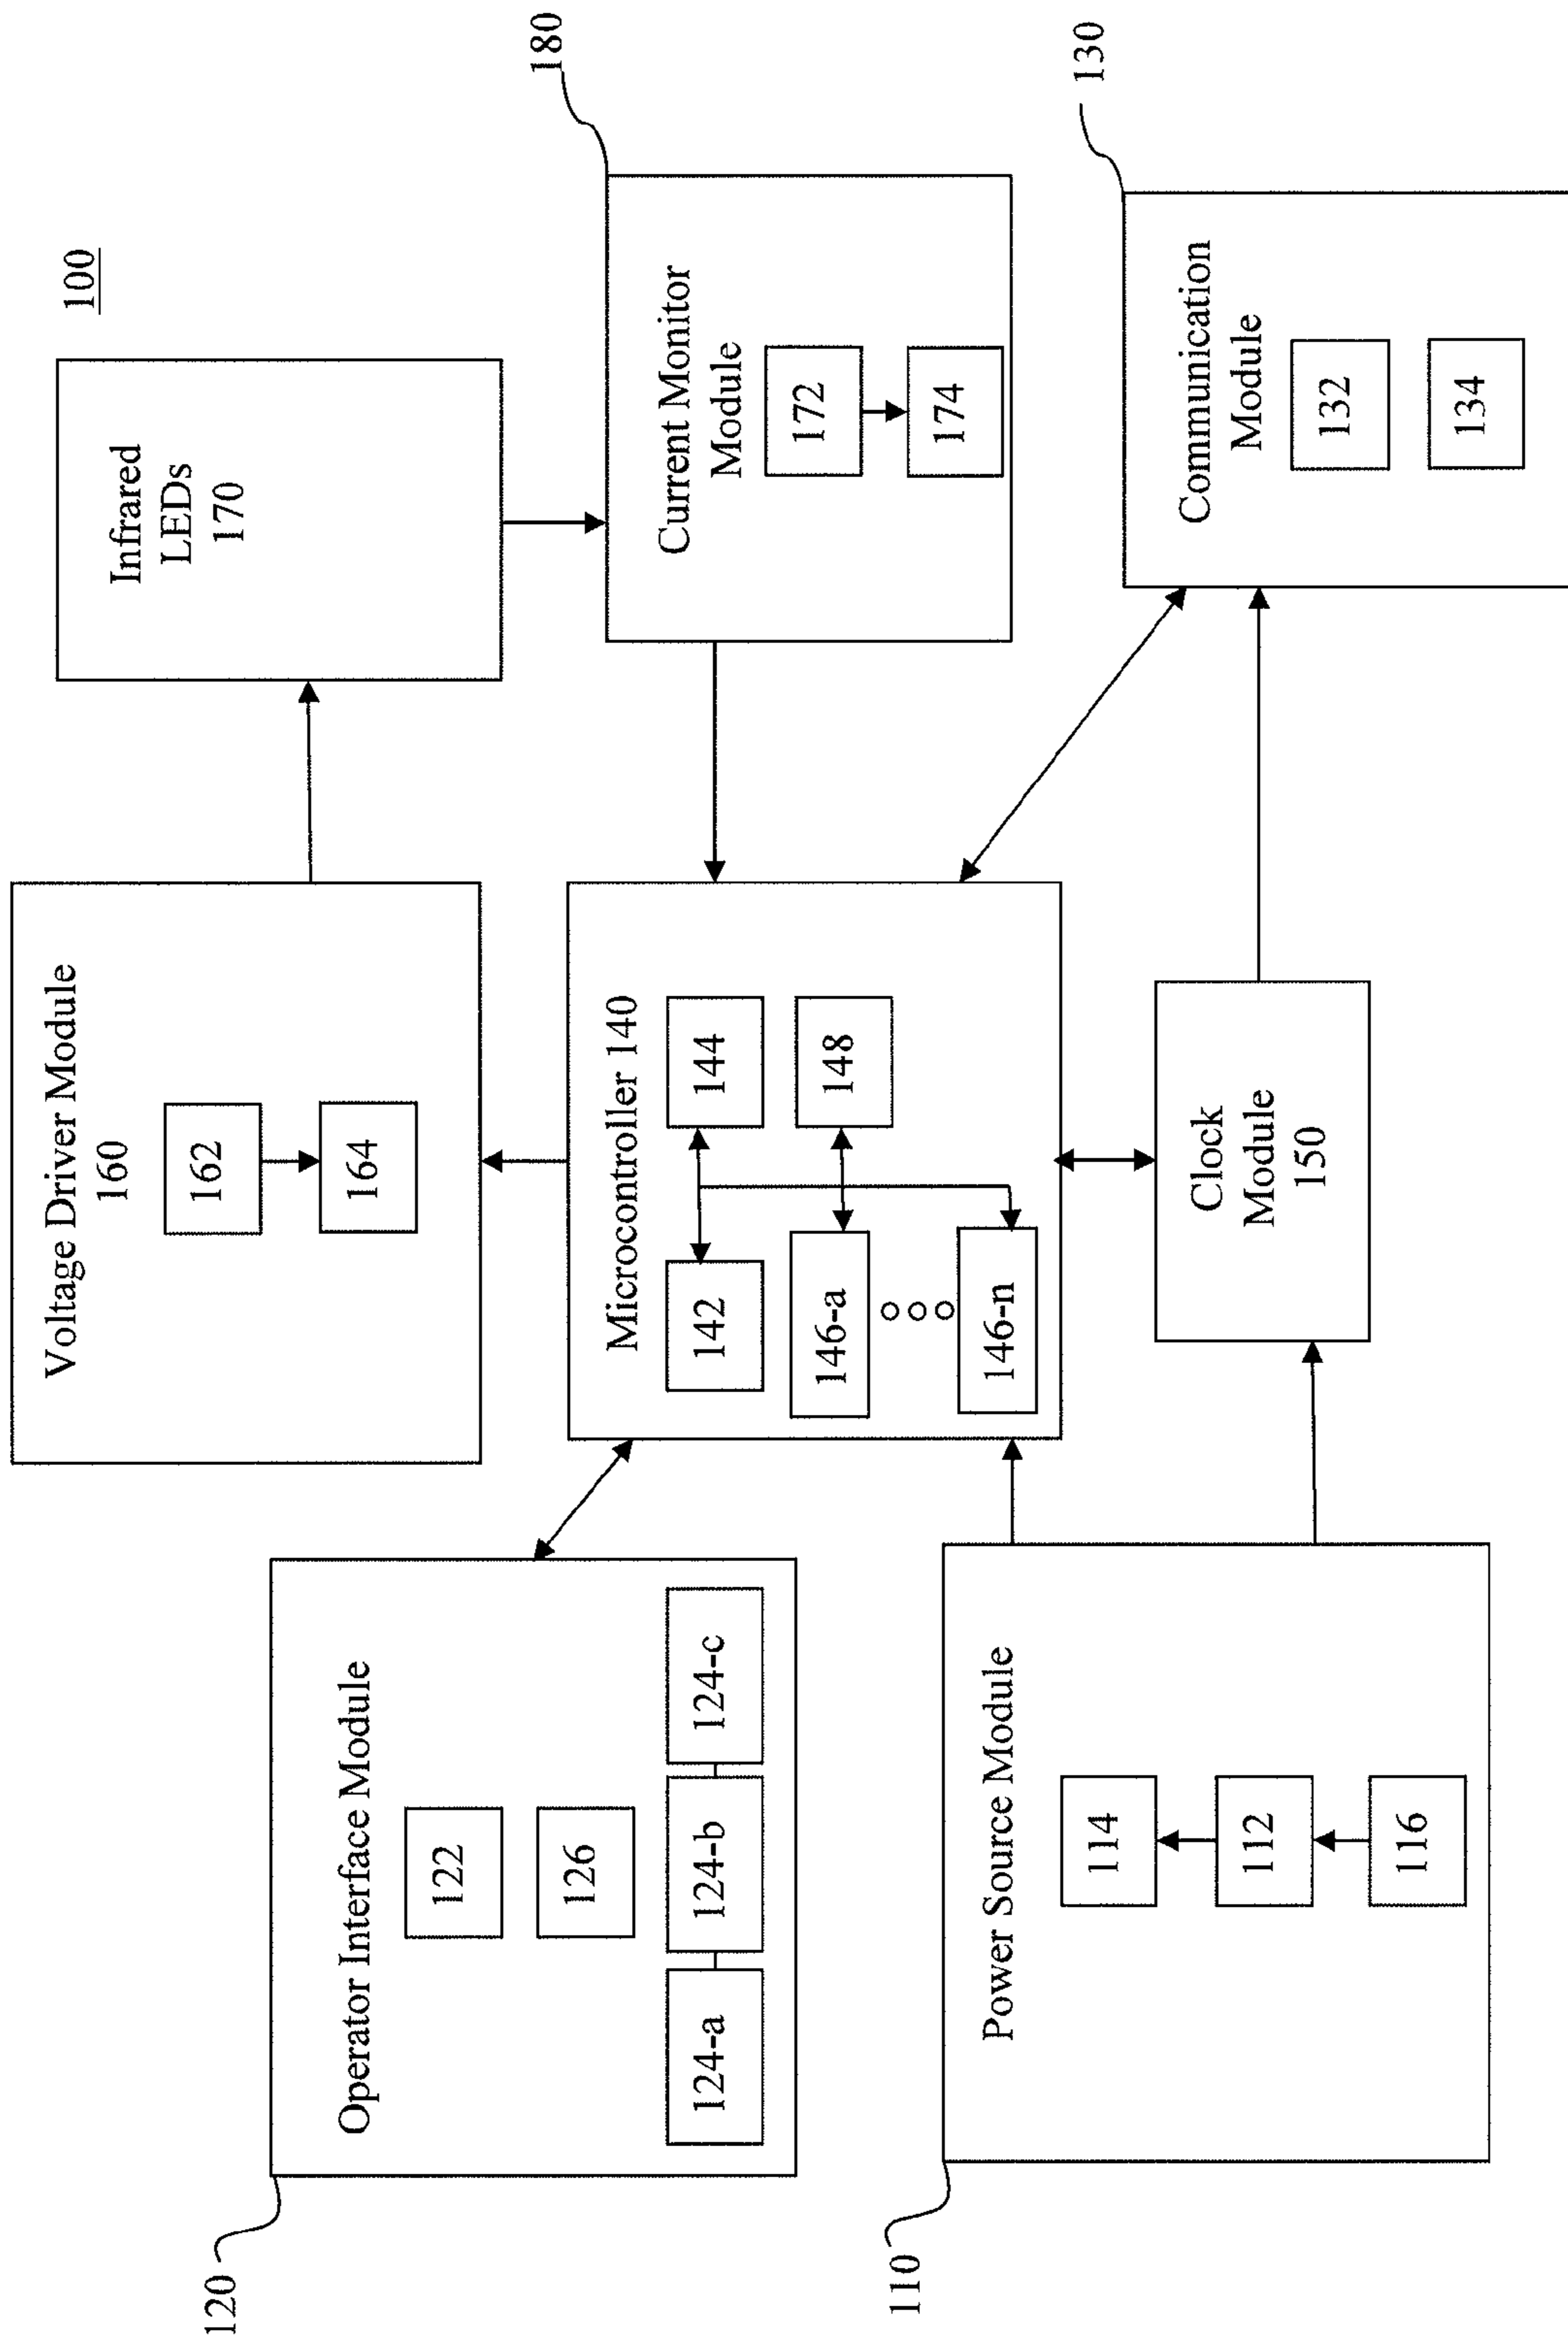 100
Operator Interface Module
122
126
124-a
124-b
124-c
120
Voltage Driver Module
160
162
164
Infrared
LEDs
170
Microcontroller 140
142
144
146-a
148
146-n
Current Monitor
Module
172
174
180
Power Source Module
114
112
116
110
Clock
Module
150
Communication
Module
132
134
130